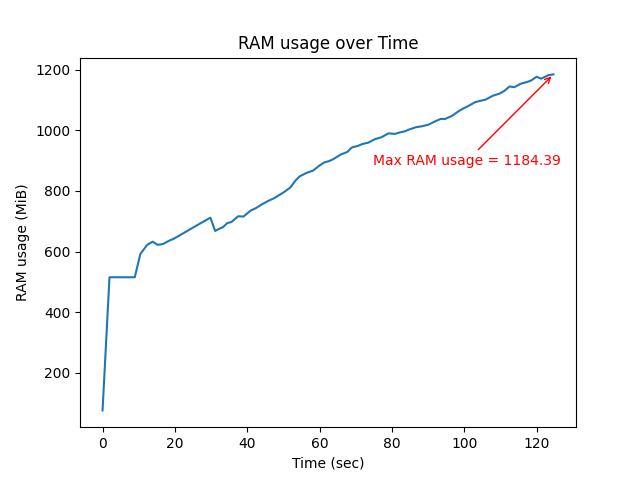 RAM usage over Time
1200
1000
800
600
400
200
RAM usage (MiB)
Max RAM usage = 1184.39
0 20 40 60 80 100 120
Time (sec)